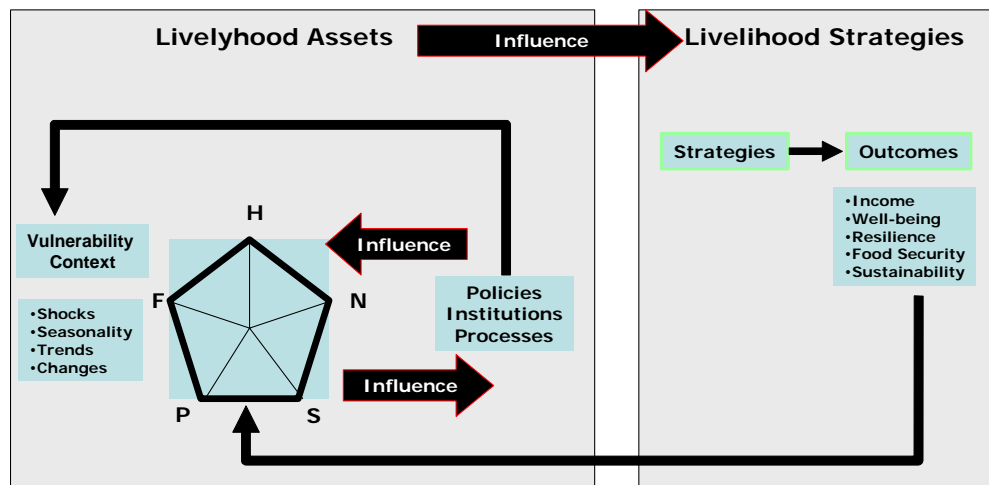 Livelyhood Assets
Influence
Livelihood Strategies
Strategies
Outcomes
•Income
•Well-being
•Resilience
•Food Security
•Sustainability
Vulnerability
Context
•Shocks
•Seasonality
•Trends
•Changes
H
F
N
P
S
Influence
Policies
Institutions
Processes
Influence